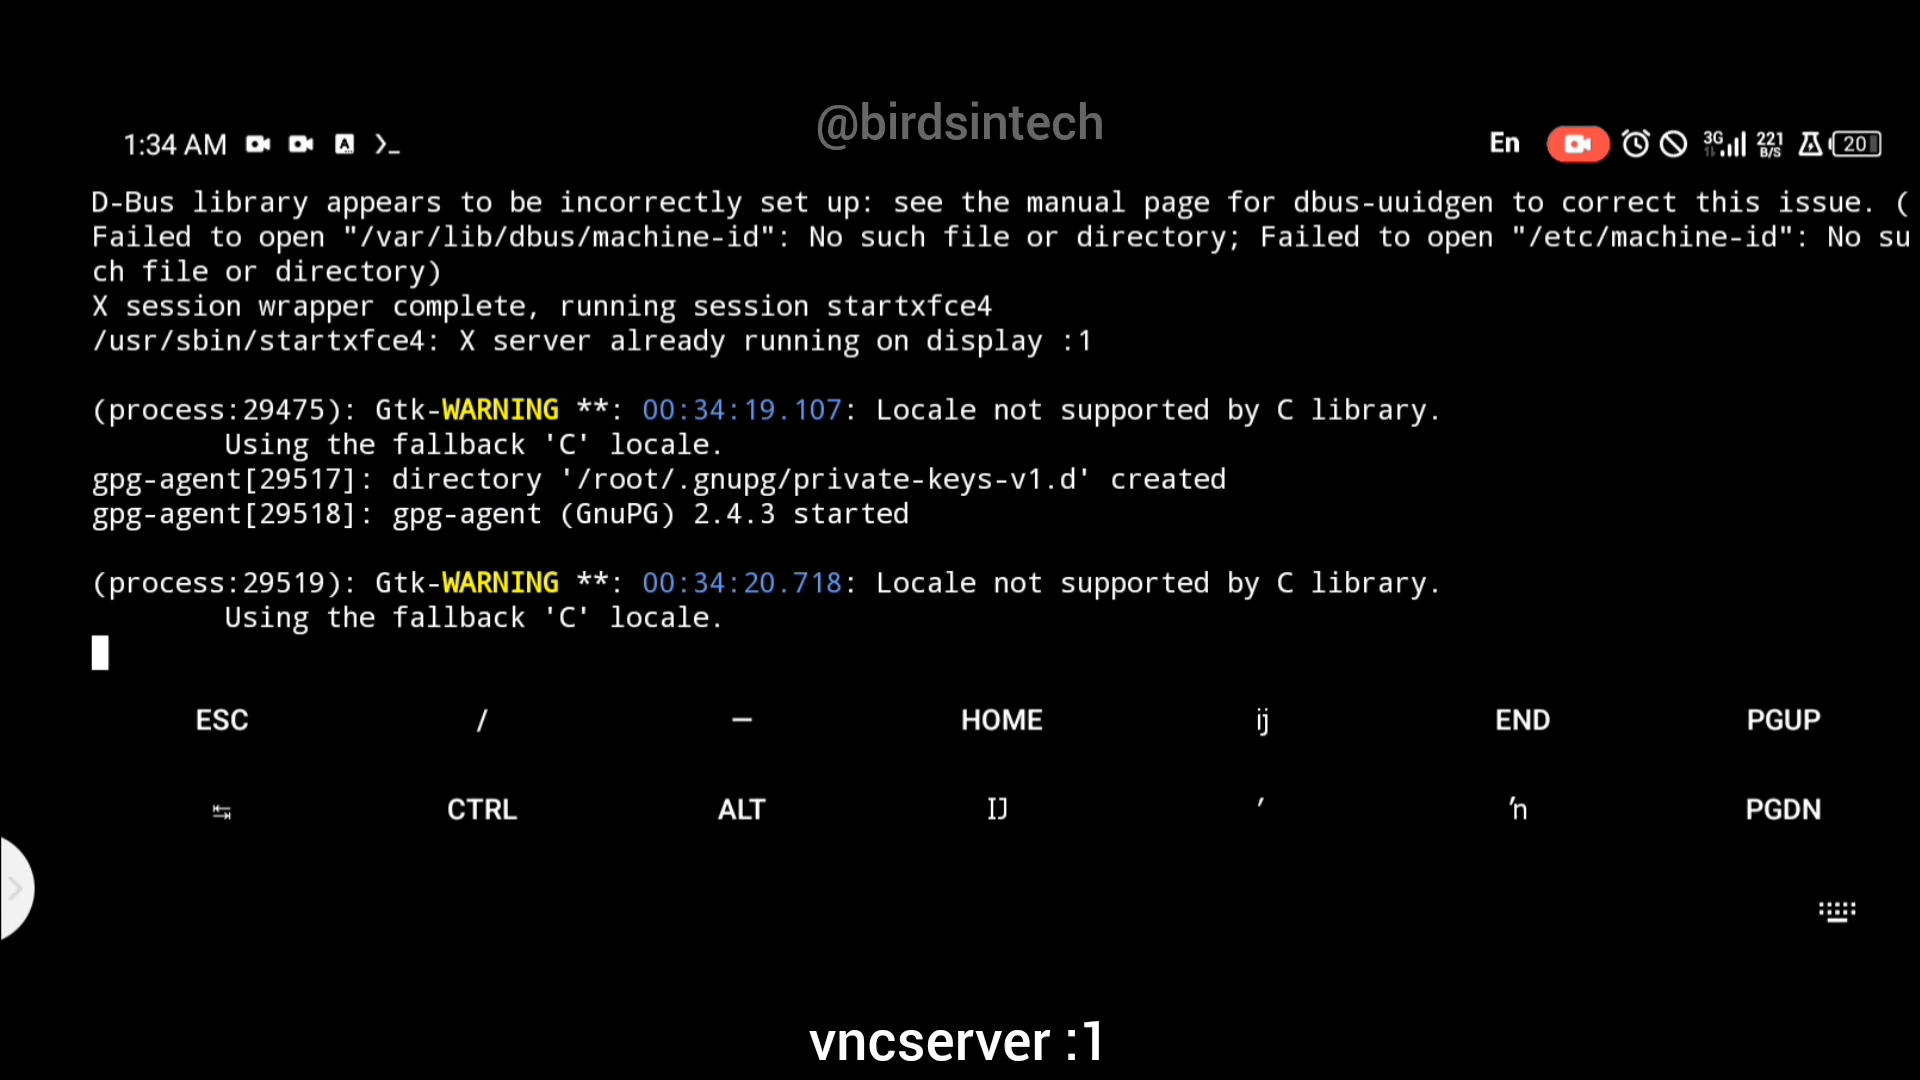 @birdsintech
1:34 AM A >_ En 3G 221 B/S 20
D-Bus library appears to be incorrectly set up: see the manual page for dbus-uuidgen to correct this issue. (
Failed to open "/var/lib/dbus/machine-id": No such file or directory; Failed to open "/etc/machine-id": No su
ch file or directory)
X session wrapper complete, running session startxfce4
/usr/sbin/startxfce4: X server already running on display :1
(process:29475): Gtk-WARNING **: 00:34:19.107: Locale not supported by C library.
Using the fallback 'C' locale.
gpg-agent[29517]: directory '/root/.gnupg/private-keys-v1.d' created
gpg-agent[29518]: gpg-agent (GnuPG) 2.4.3 started
(process:29519): Gtk-WARNING **: 00:34:20.718: Locale not supported by C library.
Using the fallback 'C' locale.
ESC / — HOME ĳ END PGUP
↹ CTRL ALT Ĳ ′ ŉ PGDN
vncserver :1